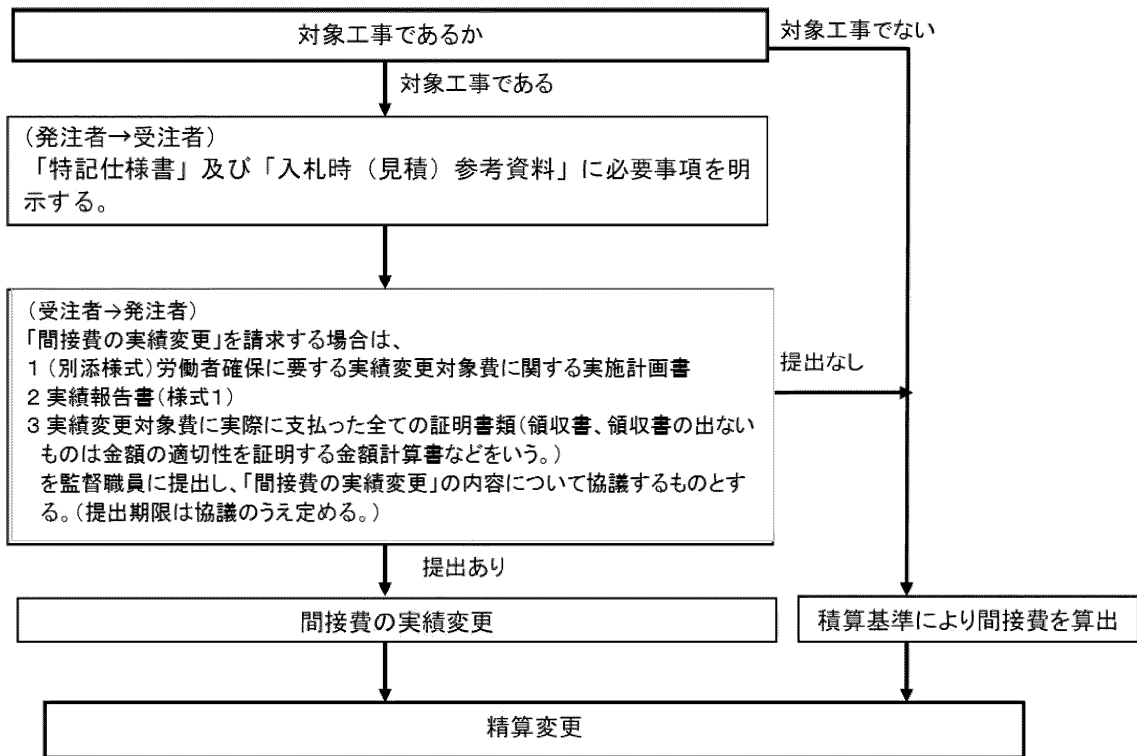 対象工事であるか
対象工事でない
対象工事である
（発注者→受注者）
「特記仕様書」及び「入札時（見積）参考資料」に必要事項を明
示する。
（受注者→発注者）
「間接費の実績変更」を請求する場合は、
１（別添様式）労働者確保に要する実績変更対象費に関する実施計画書
２ 実績報告書（様式１）
３ 実績変更対象費に実際に支払った全ての証明書類（領収書、領収書の出ない
ものは金額の適切性を証明する金額計算書などをいう。）
を監督職員に提出し、「間接費の実績変更」の内容について協議するものとす
る。（提出期限は協議のうえ定める。）
提出なし
提出あり
間接費の実績変更
積算基準により間接費を算出
精算変更